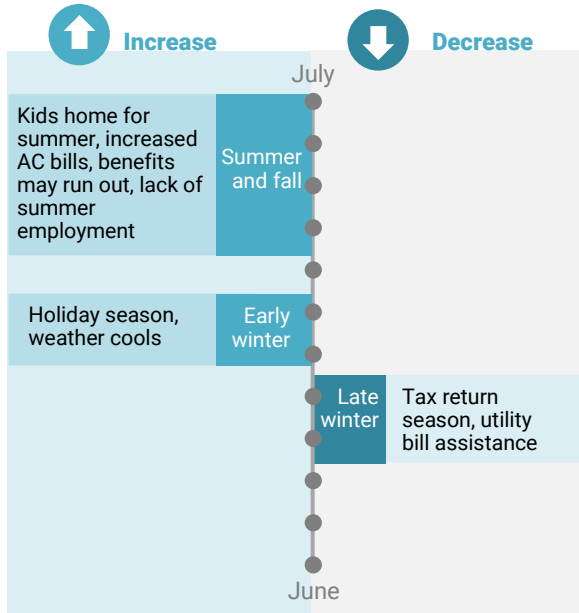 Increase
Decrease
July
Kids home for
summer, increased
AC bills, benefits
may run out, lack of
summer
employment
Summer
and fall
Holiday season,
weather cools
Early
winter
Late
winter
Tax return
season, utility
bill assistance
June